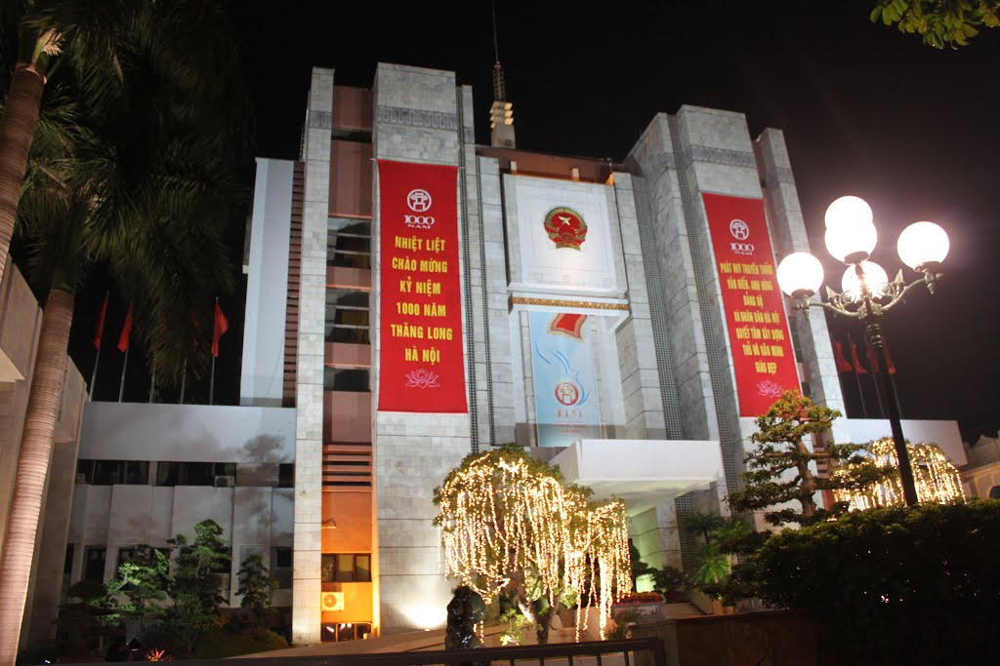 1000
NĂM
NHIỆT LIỆT
CHÀO MỪNG
KỶ NIỆM
1000 NĂM
THĂNG LONG
HÀ NỘI
1000
NĂM
PHÁT HUY TRUYỀN THỐNG
VĂN HIẾN, ANH HÙNG
ĐẢNG BỘ
VÀ NHÂN DÂN HÀ NỘI
QUYẾT TÂM XÂY DỰNG
THỦ ĐÔ VĂN MINH
GIÀU ĐẸP